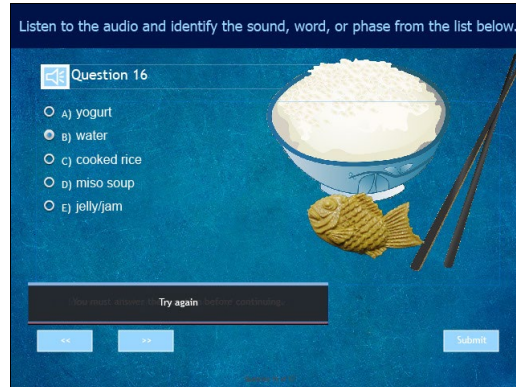 Listen to the audio and identify the sound, word, or phase from the list below.
Question 16
A) yogurt
B) water
C) cooked rice
D) miso soup
E) jelly/jam
Try again
<< >>
Submit